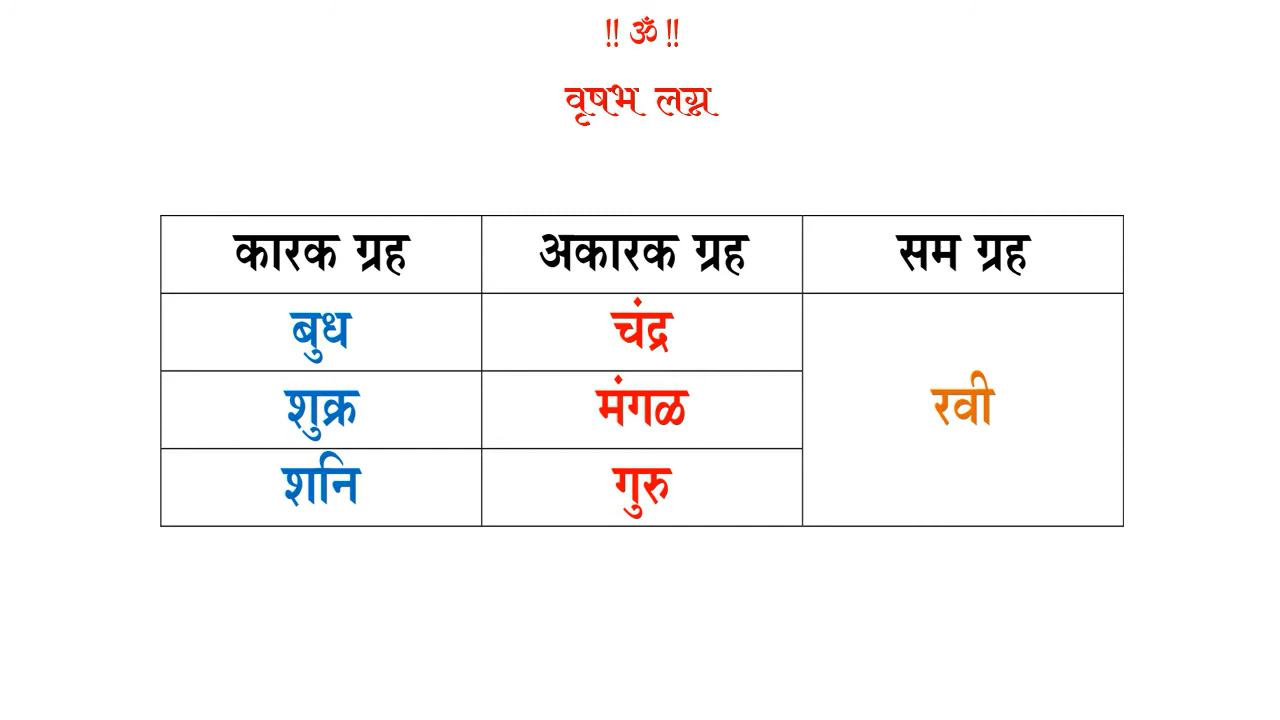 !! ॐ !!
वृषभ लग्न
कारक ग्रह अकारक ग्रह सम ग्रह
बुध चंद्र
शुक्र मंगळ रवी
शनि गुरु